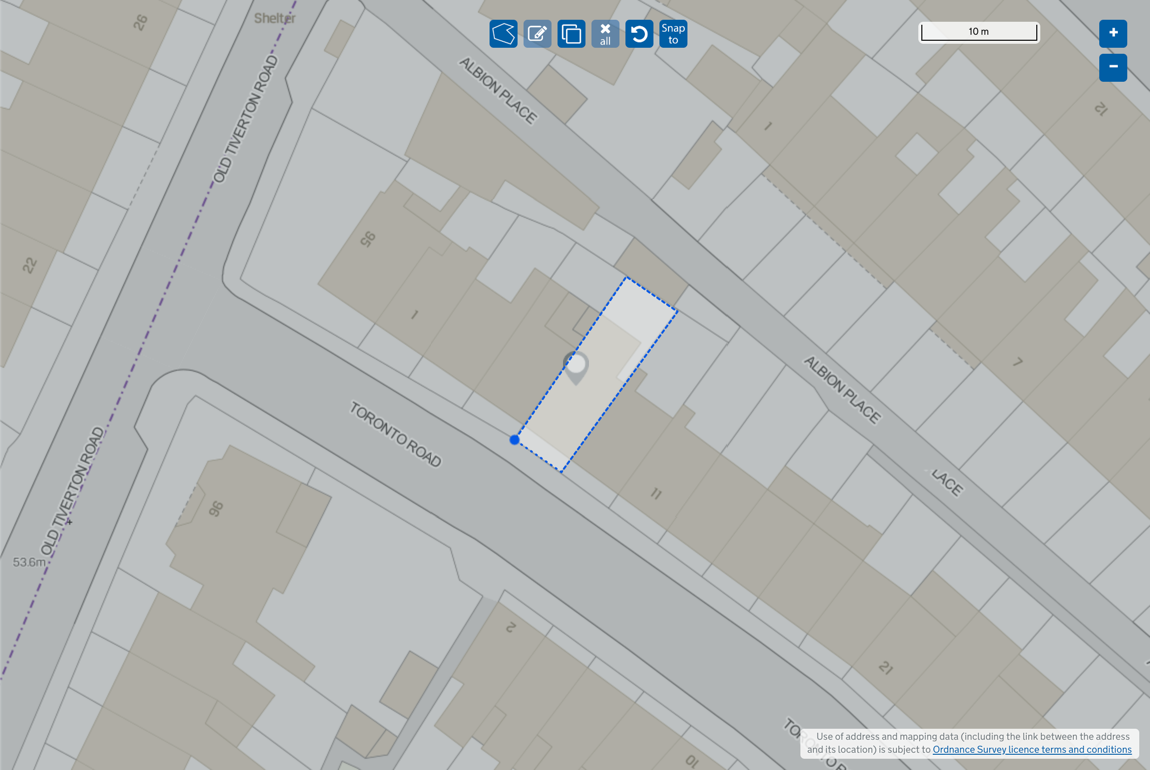 26
Shelter
all
Snap
to
10 m
+
−
OLD TIVERTON ROAD
ALBION PLACE
1
12
22
56
1
7
ALBION PLACE
TORONTO ROAD
LACE
11
OLD TIVERTON ROAD
96
53.6m
2
21
10
Use of address and mapping data (including the link between the address
and its location) is subject to Ordnance Survey licence terms and conditions